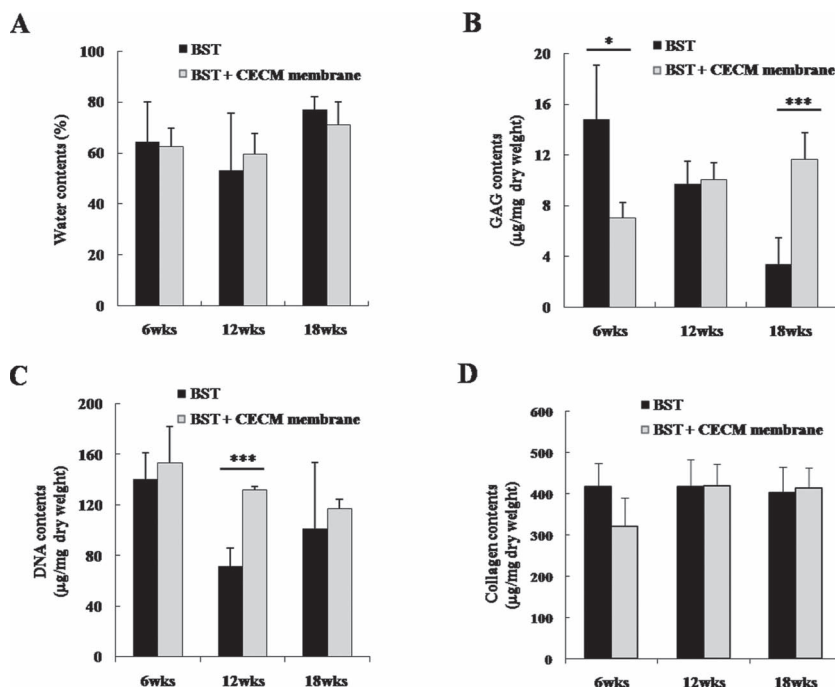 A
BST
BST + CECM membrane
Water contents (%)
100
80
60
40
20
0
6wks
12wks
18wks
B
BST
BST + CECM membrane
GAG contents
(μg/mg dry weight)
20
16
12
8
4
0
*
***
6wks
12wks
18wks
C
BST
BST + CECM membrane
DNA contents
(μg/mg dry weight)
200
160
120
80
40
0
***
6wks
12wks
18wks
D
BST
BST + CECM membrane
Collagen contents
(μg/mg dry weight)
600
500
400
300
200
100
0
6wks
12wks
18wks